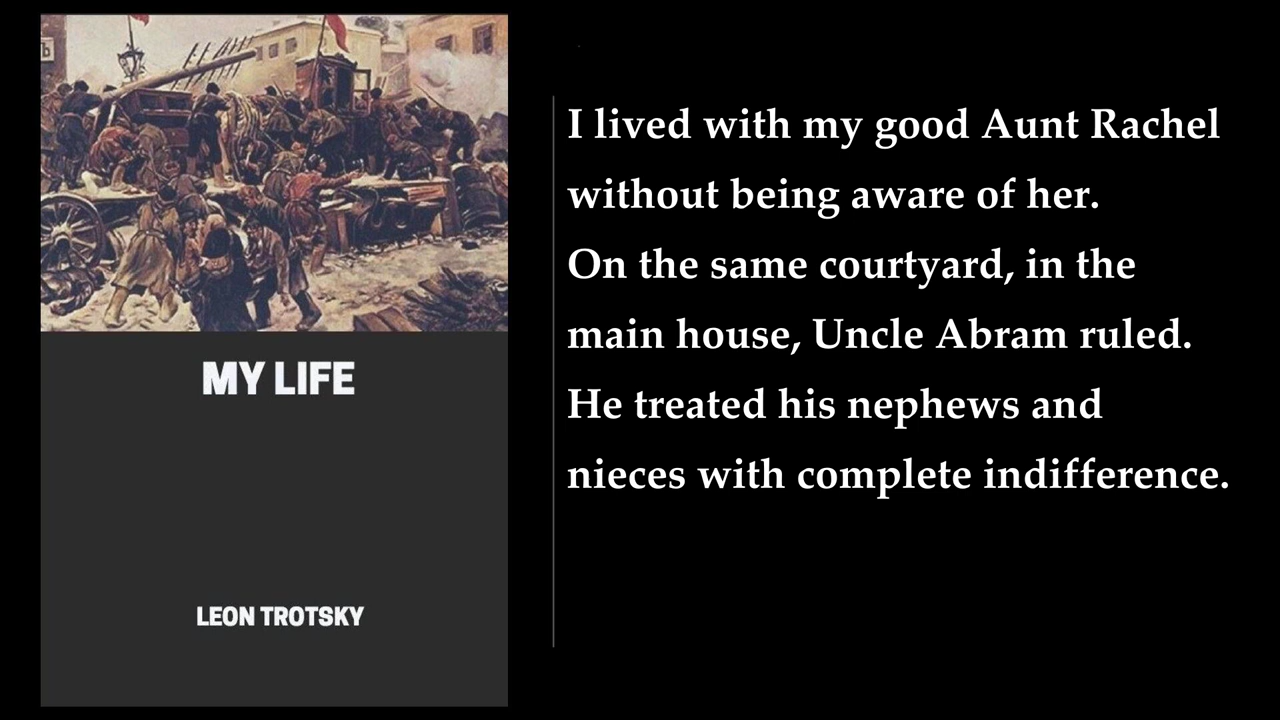 MY LIFE
LEON TROTSKY
I lived with my good Aunt Rachel
without being aware of her.
On the same courtyard, in the
main house, Uncle Abram ruled.
He treated his nephews and
nieces with complete indifference.